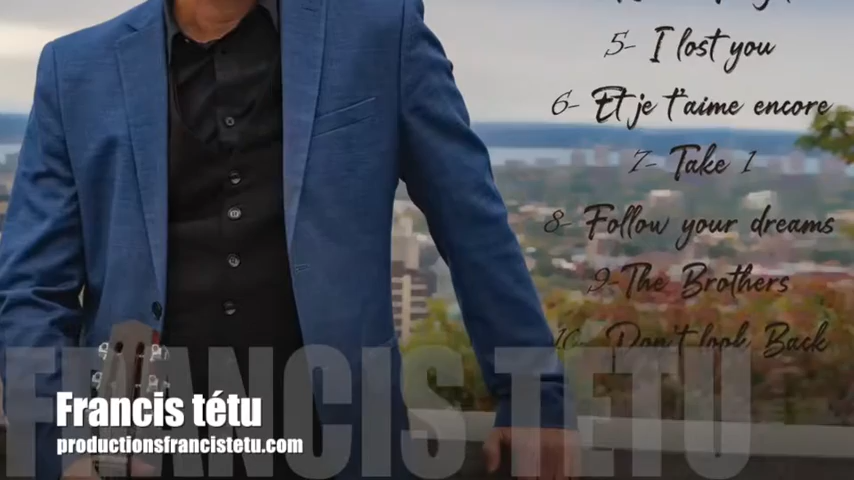 5- I lost you
6- Et je t'aime encore
7- Take 1
8- Follow your dreams
9-The Brothers
10- Don't look Back
FRANCIS TÉTU
Francis tétu
productionsfrancistetu.com